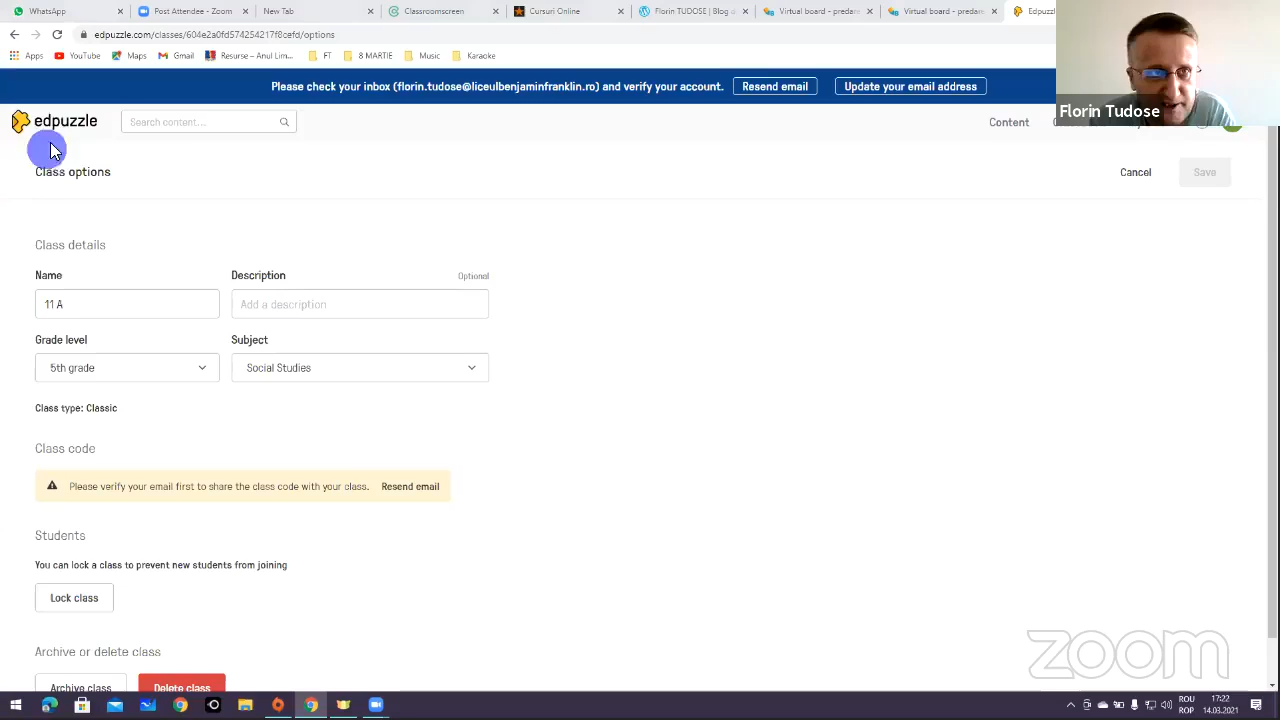 WhatsApp
Post Attendee - Zoom
New Tab
Classroomscreen
Cursuri Online
Florin TUDOSE | Blog d
Virtual board - predare
Virtual board - predare
Edpuzzle
edpuzzle.com/classes/604e2a0fd574254217f8cefd/options
Apps
YouTube
Maps
Gmail
Resurse – Anul Lim...
FT
8 MARTIE
Music
Karaoke
Please check your inbox (florin.tudose@liceulbenjaminfranklin.ro) and verify your account.
Resend email
Update your email address
Florin Tudose
edpuzzle
Search content....
Content
Class options
Cancel
Save
Class details
Name
Description
Optional
11 A
Add a description
Grade level
Subject
5th grade
Social Studies
Class type: Classic
Class code
Please verify your email first to share the class code with your class.
Resend email
Students
You can lock a class to prevent new students from joining
Lock class
zoom
Archive or delete class
Archive class
Delete class
ROU
17:22
ROP
14.03.2021